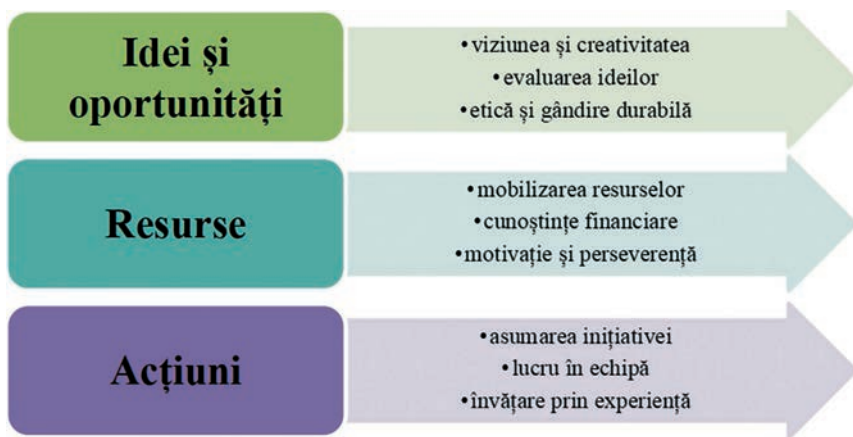 Idei și
oportunități
• viziunea și creativitatea
• evaluarea ideilor
• etică și gândire durabilă
Resurse
• mobilizarea resurselor
• cunoștințe financiare
• motivație și perseverență
Acțiuni
• asumarea inițiativei
• lucru în echipă
• învățare prin experiență